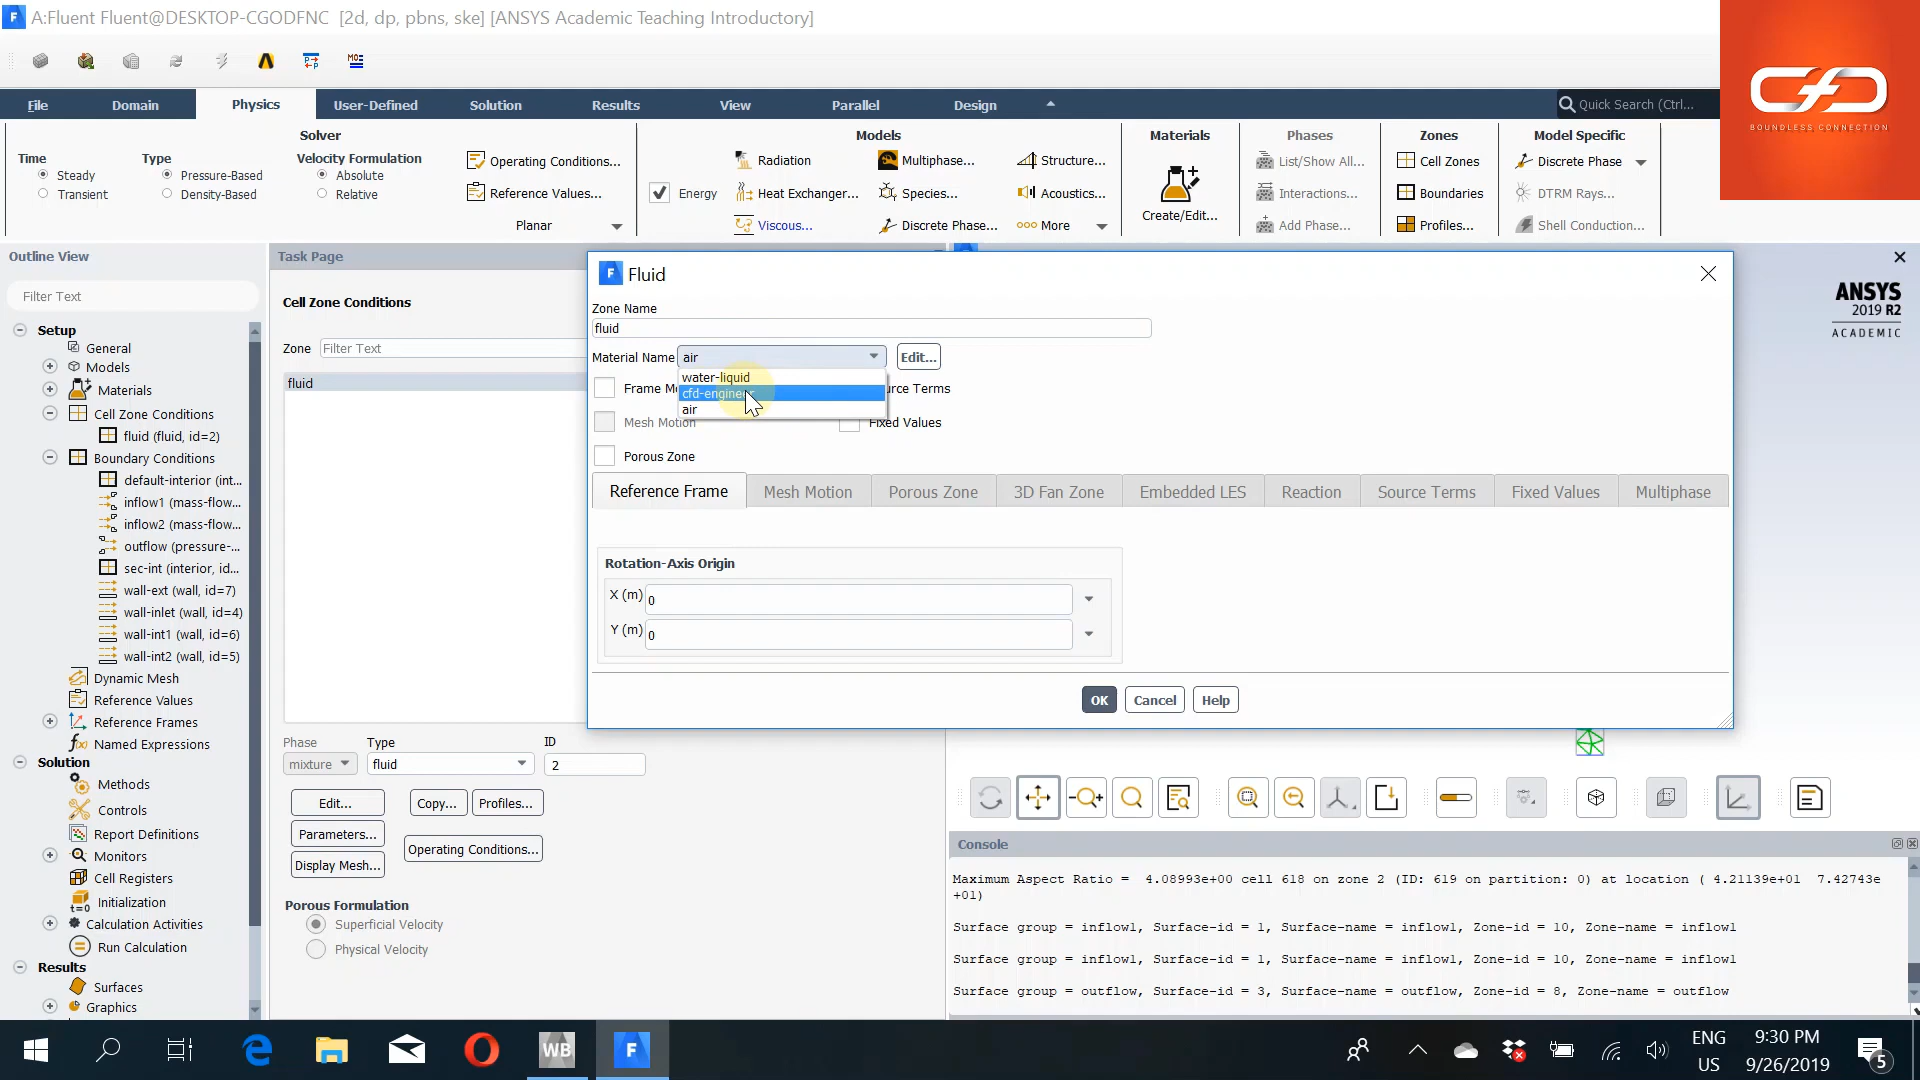 A:Fluent Fluent@DESKTOP-CGODFNC [2d, dp, pbns, ske] [ANSYS Academic Teaching Introductory]
BOUNDLESS CONNECTION
File Domain Physics User-Defined Solution Results View Parallel Design Quick Search (Ctrl...
Solver Models Materials Phases Zones Model Specific
Time Type Velocity Formulation
Steady Pressure-Based Absolute
Transient Density-Based Relative
Operating Conditions...
Reference Values...
Planar
Energy
Radiation Multiphase... Structure...
Heat Exchanger... Species... Acoustics...
Viscous... Discrete Phase... More
Create/Edit...
List/Show All...
Interactions...
Add Phase...
Cell Zones
Boundaries
Profiles...
Discrete Phase
DTRM Rays...
Shell Conduction...
Outline View
Filter Text
Setup
General
Models
Materials
Cell Zone Conditions
fluid (fluid, id=2)
Boundary Conditions
default-interior (int...
inflow1 (mass-flow...
inflow2 (mass-flow...
outflow (pressure-...
sec-int (interior, id...
wall-ext (wall, id=7)
wall-inlet (wall, id=4)
wall-int1 (wall, id=6)
wall-int2 (wall, id=5)
Dynamic Mesh
Reference Values
Reference Frames
Named Expressions
Solution
Methods
Controls
Report Definitions
Monitors
Cell Registers
t=0
Initialization
Calculation Activities
Run Calculation
Results
Surfaces
Graphics
Task Page
Cell Zone Conditions
Zone Filter Text
fluid
Phase Type ID
mixture fluid 2
Edit... Copy... Profiles...
Parameters... Operating Conditions...
Display Mesh...
Porous Formulation
Superficial Velocity
Physical Velocity
Fluid
Zone Name
fluid
Material Name air Edit...
water-liquid
air
Terms
Mesh Motion
Fixed Values
Porous Zone
Reference Frame Mesh Motion Porous Zone 3D Fan Zone Embedded LES Reaction Source Terms Fixed Values Multiphase
Rotation-Axis Origin
X (m) 0
Y (m) 0
OK Cancel Help
ANSYS
2019 R2
ACADEMIC
Console
Maximum Aspect Ratio = 4.08993e+00 cell 618 on zone 2 (ID: 619 on partition: 0) at location ( 4.21139e+01 7.42743e
+01)
Surface group = inflow1, Surface-id = 1, Surface-name = inflow1, Zone-id = 10, Zone-name = inflow1
Surface group = inflow1, Surface-id = 1, Surface-name = inflow1, Zone-id = 10, Zone-name = inflow1
Surface group = outflow, Surface-id = 3, Surface-name = outflow, Zone-id = 8, Zone-name = outflow
WB
ENG
US
9:30 PM
9/26/2019
5